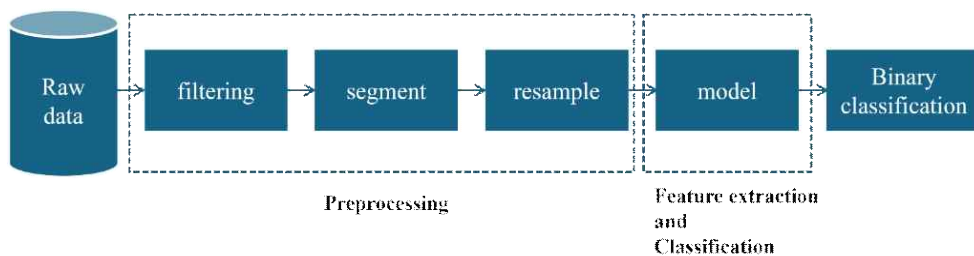 Raw
data
filtering
segment
resample
model
Binary
classification
Preprocessing
Feature extraction
and
Classification